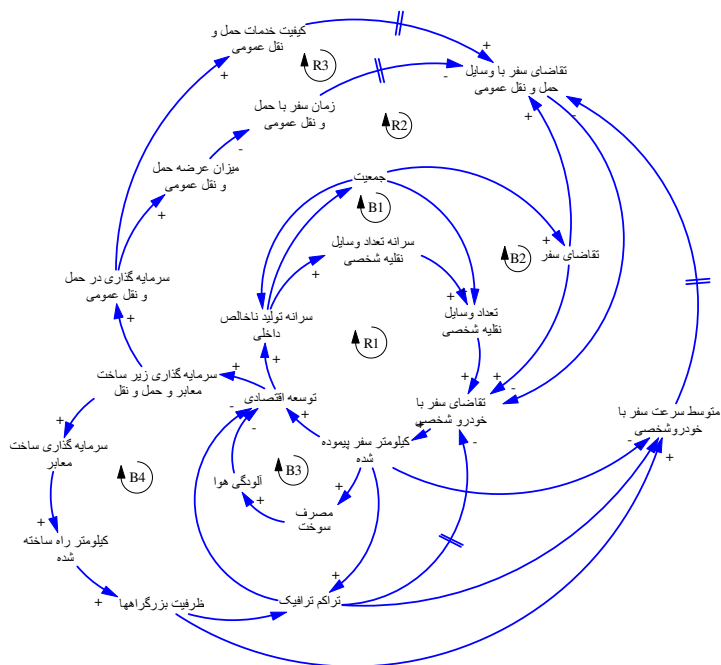 کیفیت خدمات حمل و
نقل عمومی
+
+
R3
تقاضای سفر با وسایل
حمل و نقل عمومی
-
+
-
زمان سفر با حمل
و نقل عمومی
R2
-
میزان عرضه حمل
و نقل عمومی
+
جمعیت
B1
سرانه تعداد وسایل
نقلیه شخصی
+
B2
+
تقاضای سفر
سرمایه گذاری در حمل
و نقل عمومی
+
سرانه تولید ناخالص
داخلی
+
+
+
تعداد وسایل
نقلیه شخصی
R1
سرمایه گذاری زیر ساخت
معابر و حمل و نقل
+
توسعه اقتصادی
-
-
+
+
+
-
تقاضای سفر با
خودرو شخصی
-
متوسط سرعت سفر با
خودروشخصی
-
+
+
سرمایه گذاری ساخت
معابر
+
کیلومتر سفر پیموده
شده
B4
آلودگی هوا
B3
+
+
مصرف
سوخت
+
کیلومتر راه ساخته
شده
+
+
ظرفیت بزرگراهها
تراکم ترافیک